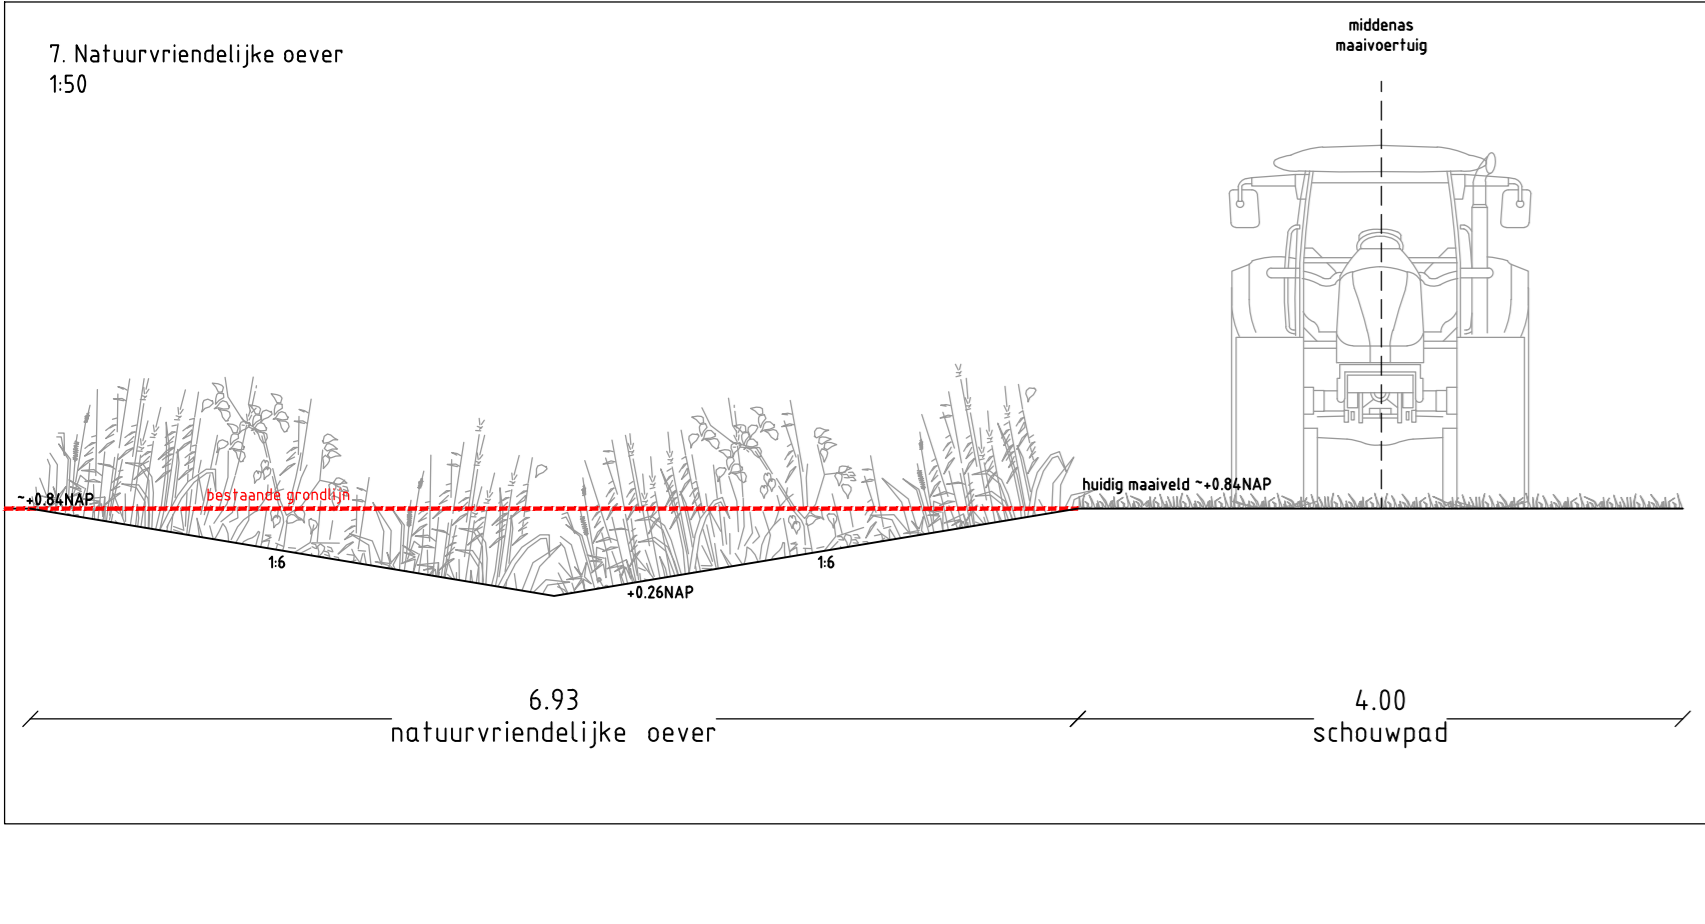 middenas
maaivoertuig
7. Natuurvriendelijke oever
1:50
~+0.84NAP
bestaande grondlijn
huidig maaiveld ~+0.84NAP
1:6
1:6
+0.26NAP
6.93
natuurvriendelijke oever
4.00
schouwpad